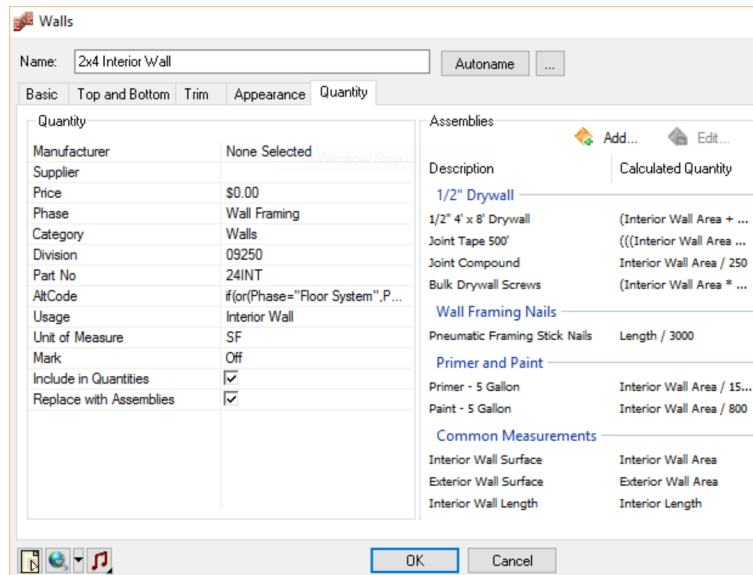 Walls
Name: 2x4 Interior Wall Autoname ...
Basic Top and Bottom Trim Appearance Quantity
Quantity
Manufacturer None Selected
Supplier
Price $0.00
Phase Wall Framing
Category Walls
Division 09250
Part No 24INT
AltCode if(or(Phase="Floor System",P...
Usage Interior Wall
Unit of Measure SF
Mark Off
Include in Quantities
Replace with Assemblies
Assemblies
Add... Edit...
Description Calculated Quantity
1/2" Drywall
1/2" 4' x 8' Drywall (Interior Wall Area + ...
Joint Tape 500' (((Interior Wall Area ...
Joint Compound Interior Wall Area / 250
Bulk Drywall Screws (Interior Wall Area * ...
Wall Framing Nails
Pneumatic Framing Stick Nails Length / 3000
Primer and Paint
Primer - 5 Gallon Interior Wall Area / 15...
Paint - 5 Gallon Interior Wall Area / 800
Common Measurements
Interior Wall Surface Interior Wall Area
Exterior Wall Surface Exterior Wall Area
Interior Wall Length Interior Length
OK Cancel